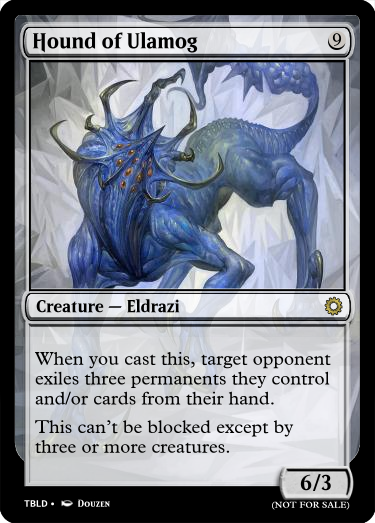 Hound of Ulamog
9
Creature — Eldrazi
When you cast this, target opponent
exiles three permanents they control
and/or cards from their hand.
This can't be blocked except by
three or more creatures.
6/3
TBLD • Douzen
(NOT FOR SALE)